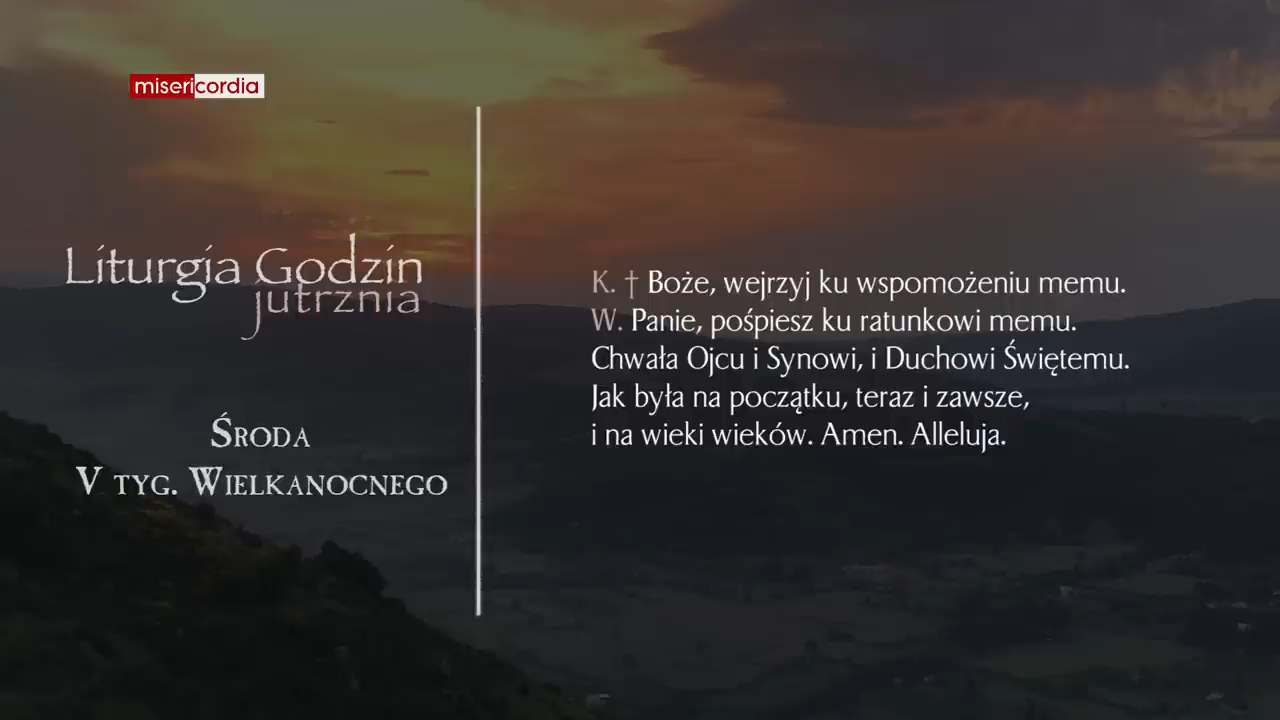 misericordia
Liturgia Godzin
jutrznia
Środa
V tyg. Wielkanocnego
K. † Boże, wejrzyj ku wspomożeniu memu.
W. Panie, pośpiesz ku ratunkowi memu.
Chwała Ojcu i Synowi, i Duchowi Świętemu.
Jak była na początku, teraz i zawsze,
i na wieki wieków. Amen. Alleluja.